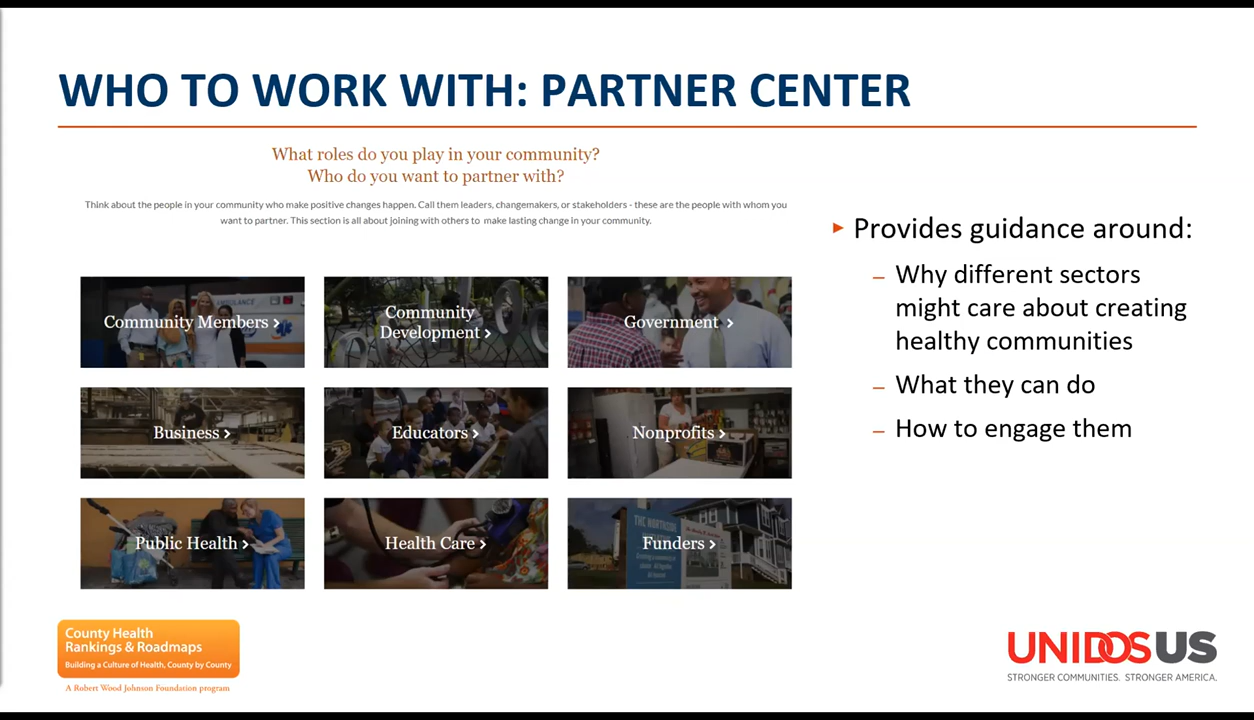 WHO TO WORK WITH: PARTNER CENTER
What roles do you play in your community?
Who do you want to partner with?
Think about the people in your community who make positive changes happen. Call them leaders, changemakers, or stakeholders - these are the people with whom you
want to partner. This section is all about joining with others to make lasting change in your community.
Community Members >
Community
Development >
Government >
Business >
Educators >
Nonprofits >
Public Health >
Health Care >
Funders >
AMBULANCE
THE NORTHSIDE
Provides guidance around:
– Why different sectors
might care about creating
healthy communities
– What they can do
– How to engage them
County Health
Rankings & Roadmaps
Building a Culture of Health, County by County
A Robert Wood Johnson Foundation program
UNIDOSUS
STRONGER COMMUNITIES. STRONGER AMERICA.